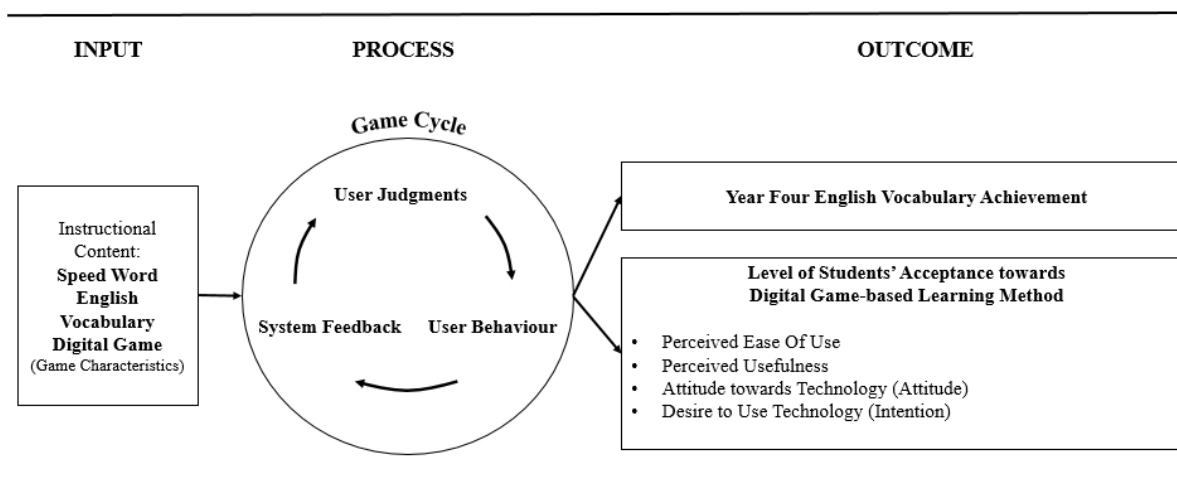 INPUT
PROCESS
OUTCOME
Instructional
Content:
Speed Word
English
Vocabulary
Digital Game
(Game Characteristics)
Game Cycle
User Judgments
System Feedback
User Behaviour
Year Four English Vocabulary Achievement
Level of Students’ Acceptance towards
Digital Game-based Learning Method
• Perceived Ease Of Use
• Perceived Usefulness
• Attitude towards Technology (Attitude)
• Desire to Use Technology (Intention)